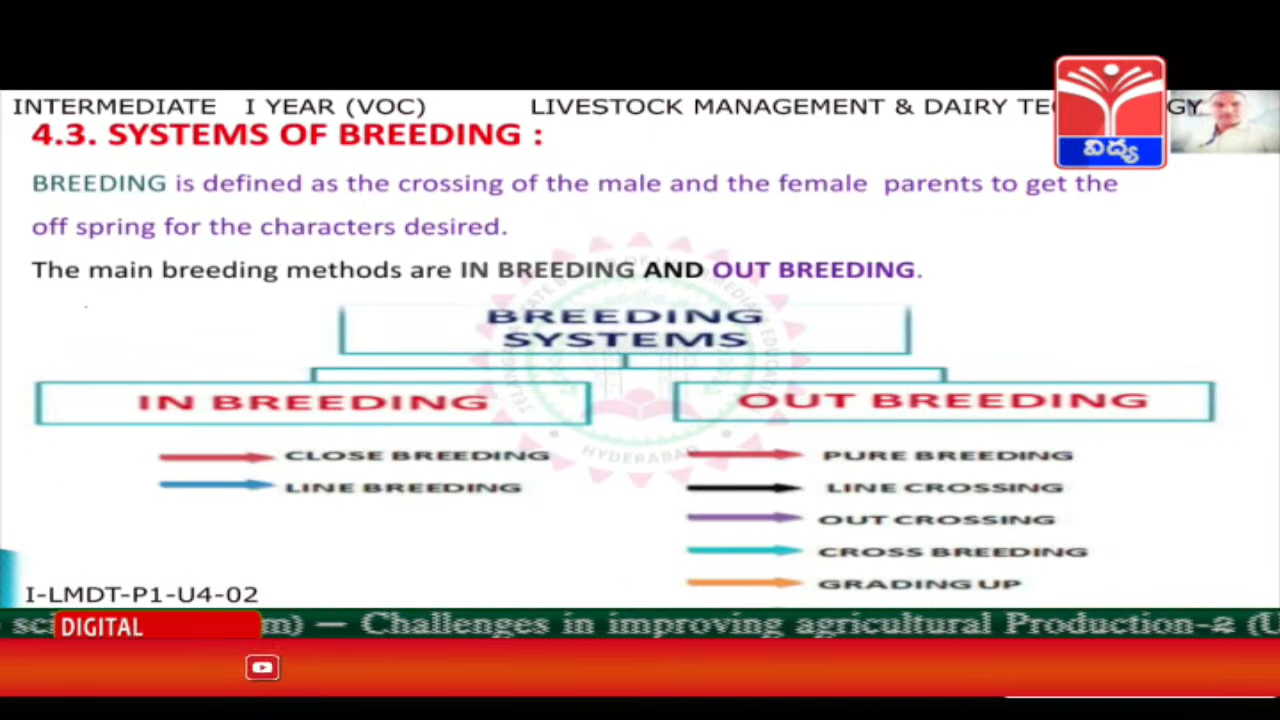 INTERMEDIATE I YEAR (VOC) LIVESTOCK MANAGEMENT & DAIRY
4.3. SYSTEMS OF BREEDING :
విద్య
BREEDING is defined as the crossing of the male and the female parents to get the
off spring for the characters desired.
The main breeding methods are IN BREEDING AND OUT BREEDING.
BREEDING
SYSTEMS
IN BREEDING OUT BREEDING
CLOSE BREEDING PURE BREEDING
LINE BREEDING LINE CROSSING
OUT CROSSING
CROSS BREEDING
GRADING UP
HYDERABAD
I-LMDT-P1-U4-02
DIGITAL – Challenges in improving agricultural Production-2 (U